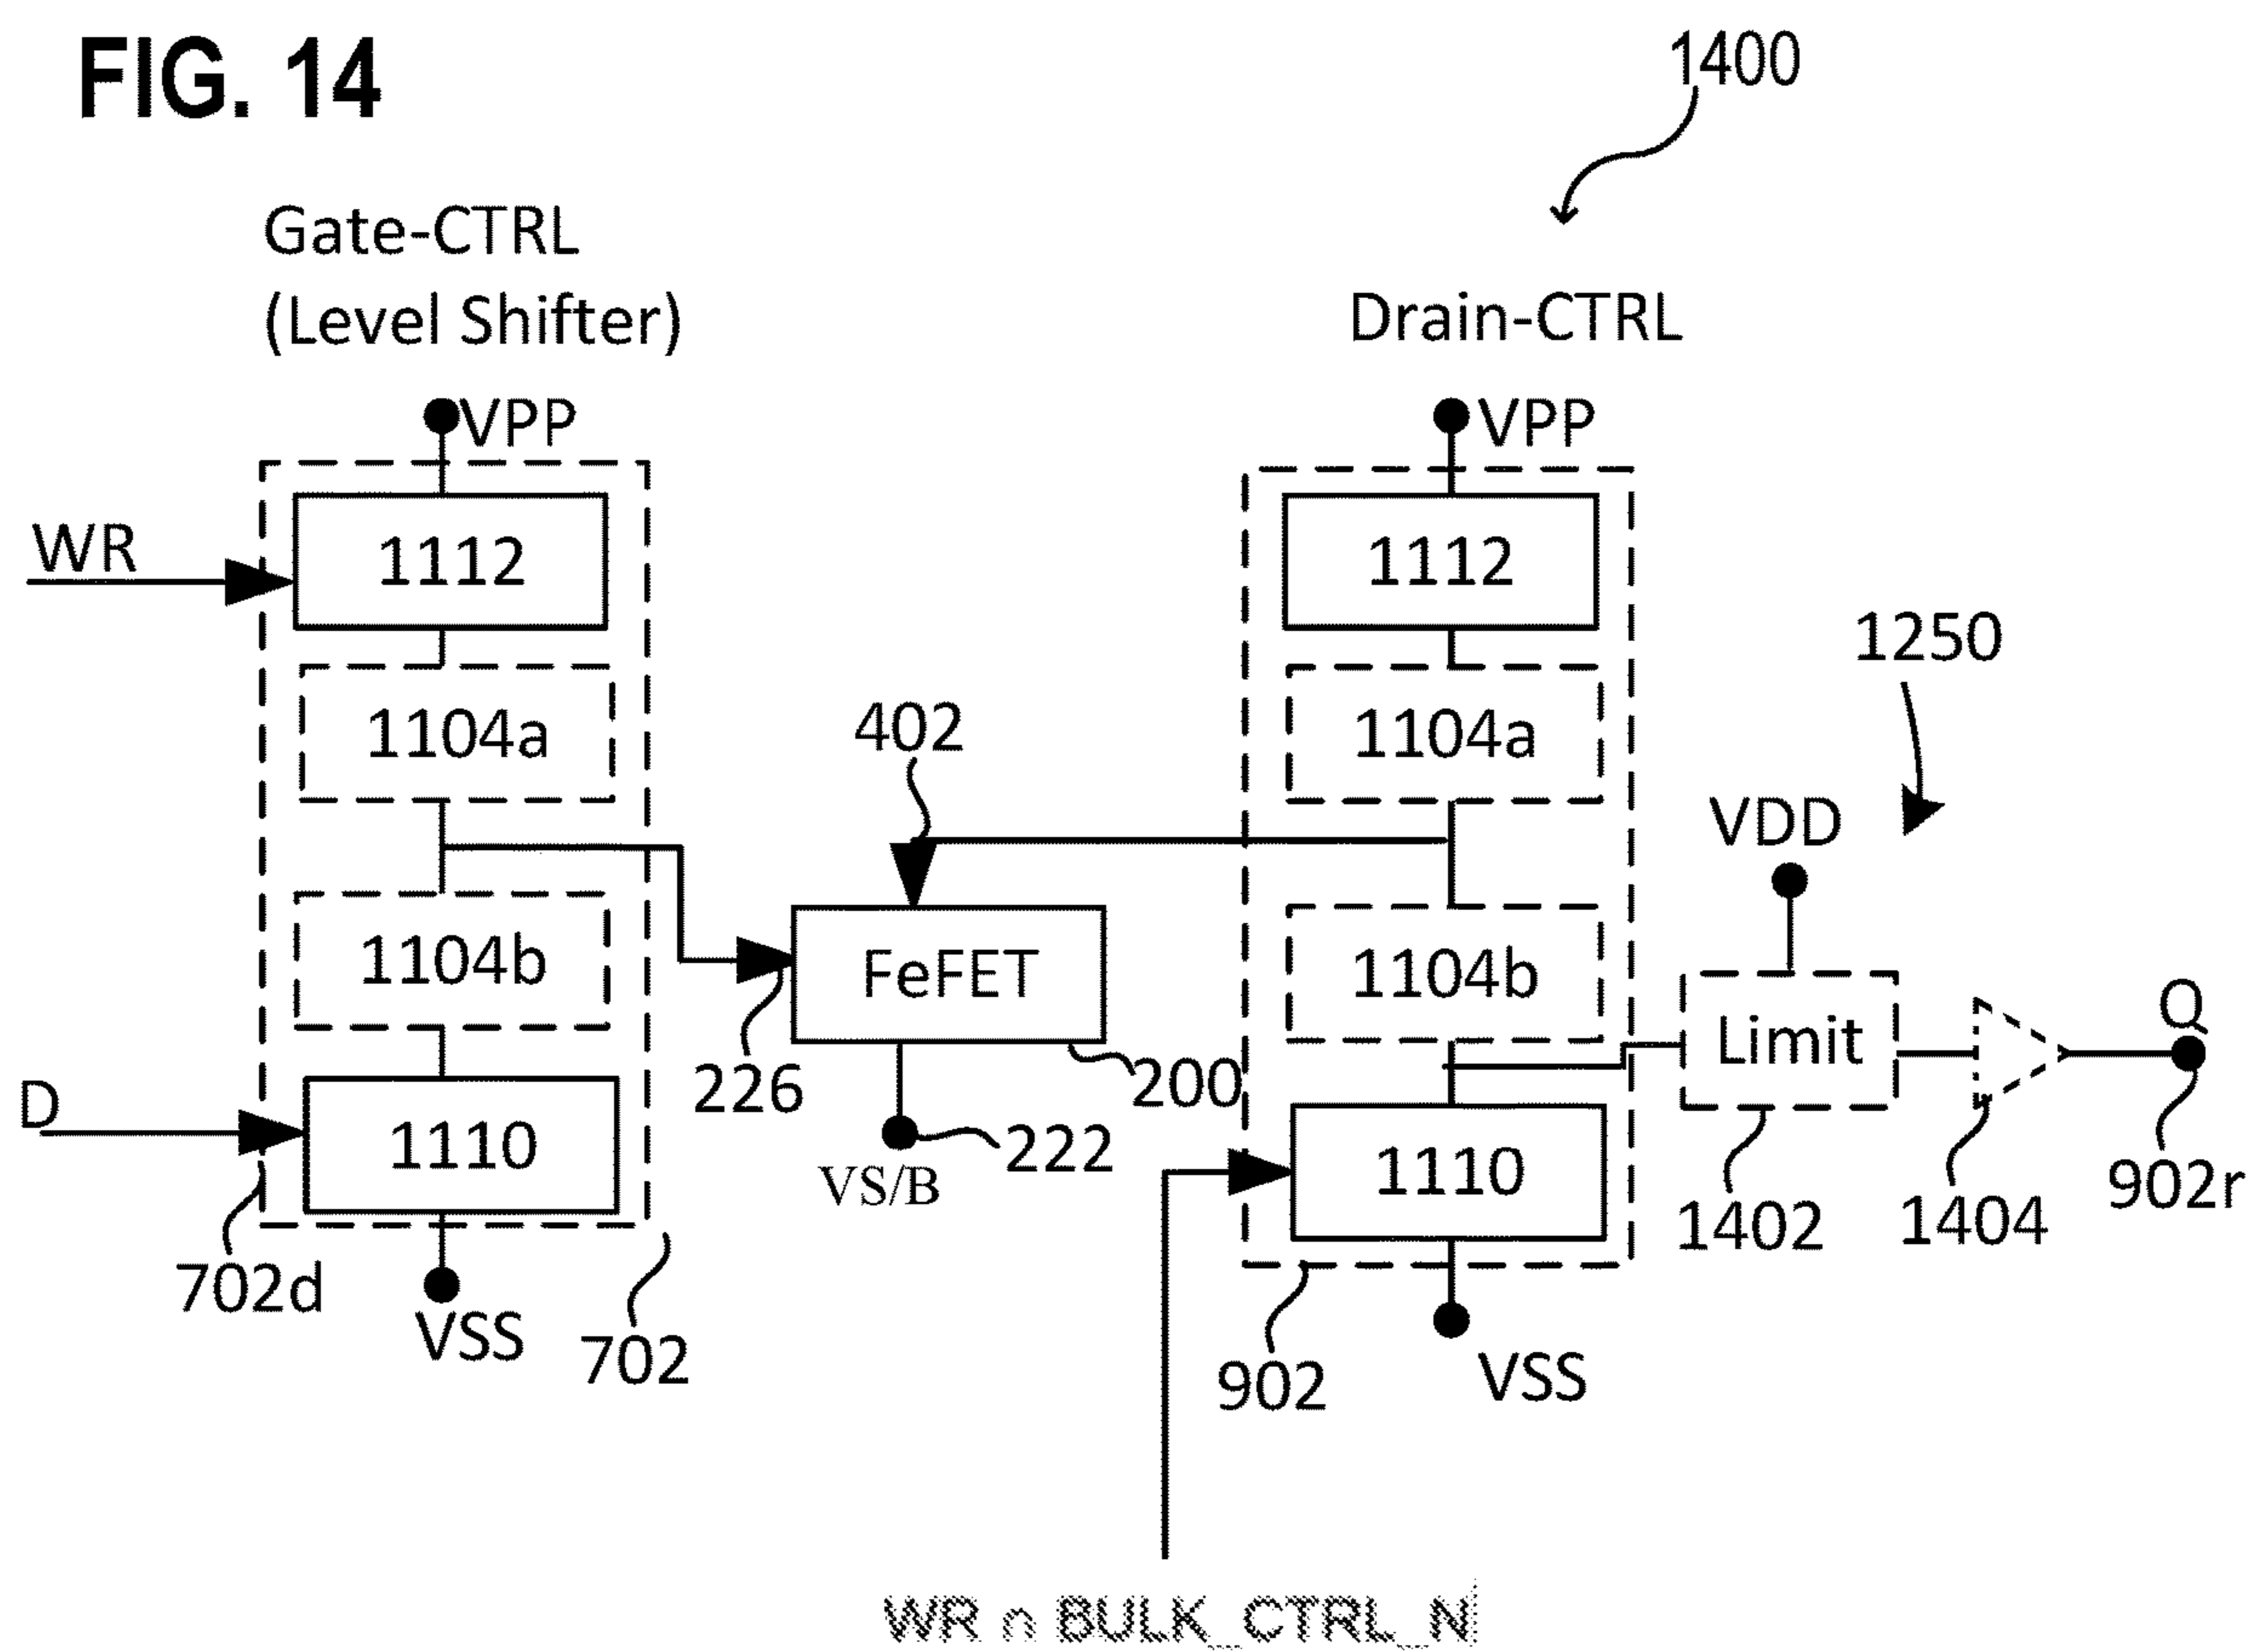 FIG. 14
1400
Gate-CTRL
(Level Shifter)
Drain-CTRL
VPP
VPP
WR
1112
1112
1250
1104a
402
1104a
VDD
1104b
FeFET
1104b
Limit
Q
226
200
D
1110
222
VS/B
1110
1402
1404
902r
702d
VSS
702
902
VSS
WR ∩ BULK_CTRL_N